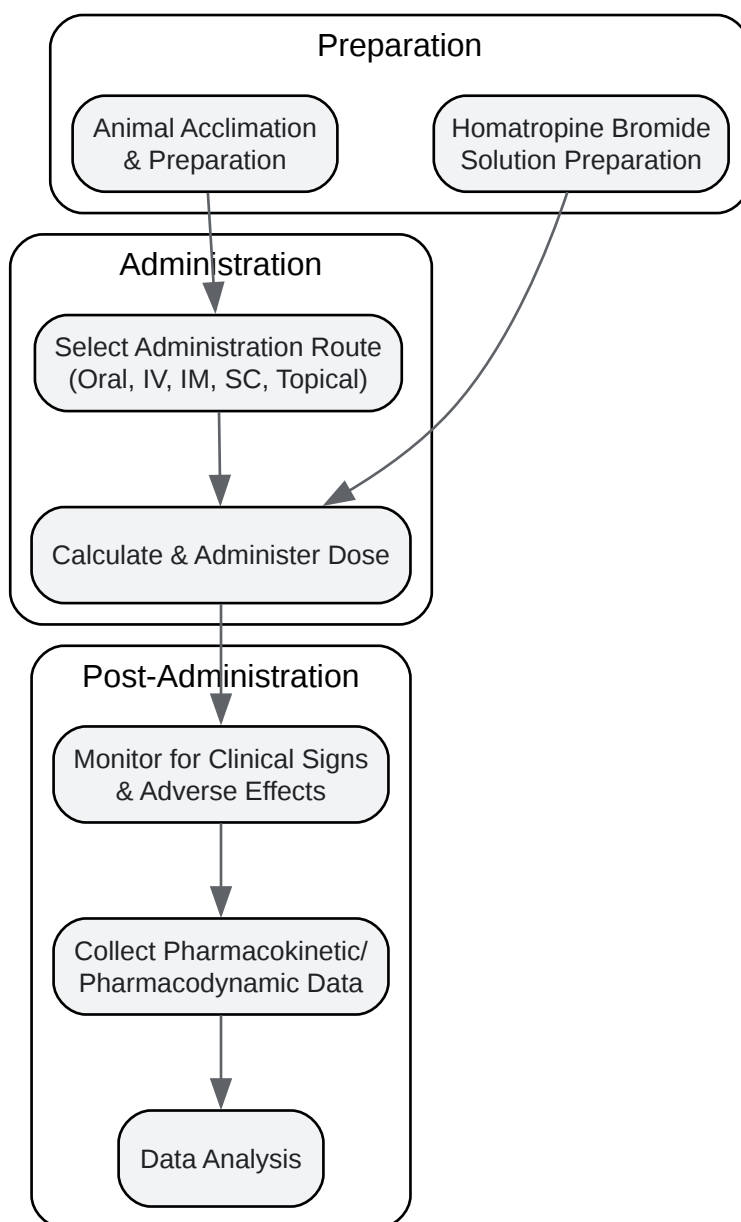 Preparation
Animal Acclimation
& Preparation
Homatropine Bromide
Solution Preparation
Administration
Select Administration Route
(Oral, IV, IM, SC, Topical)
Calculate & Administer Dose
Post-Administration
Monitor for Clinical Signs
& Adverse Effects
Collect Pharmacokinetic/
Pharmacodynamic Data
Data Analysis